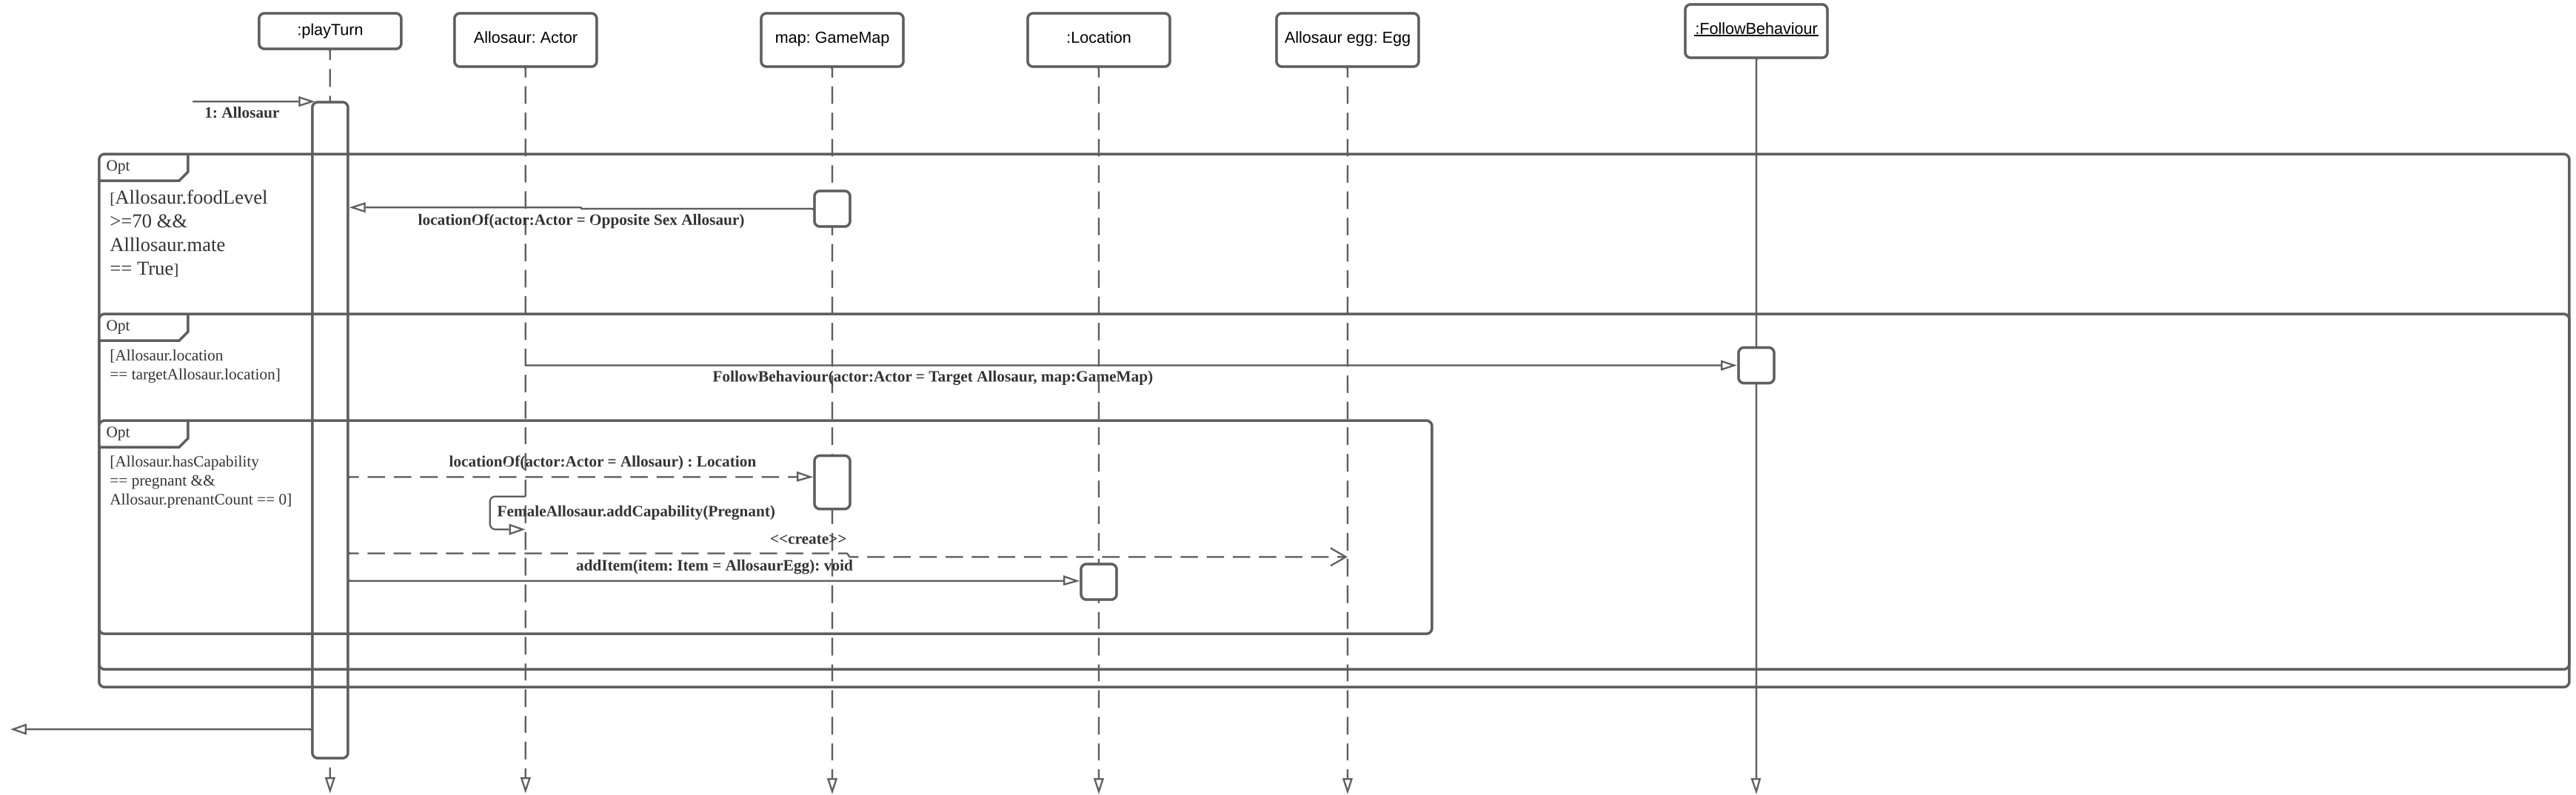 :playTurn
Allosaur: Actor
map: GameMap
:Location
Allosaur egg: Egg
:FollowBehaviour
1: Allosaur
Opt
[Allosaur.foodLevel
>=70 &&
Alllosaur.mate
== True]
locationOf(actor:Actor = Opposite Sex Allosaur)
Opt
[Allosaur.location
== targetAllosaur.location]
FollowBehaviour(actor:Actor = Target Allosaur, map:GameMap)
Opt
[Allosaur.hasCapability
== pregnant &&
Allosaur.prenantCount == 0]
locationOf(actor:Actor = Allosaur) : Location
FemaleAllosaur.addCapability(Pregnant)
<<create>>
addItem(item: Item = AllosaurEgg): void